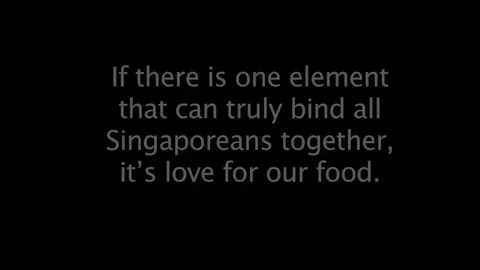 If there is one element
that can truly bind all
Singaporeans together,
it’s love for our food.